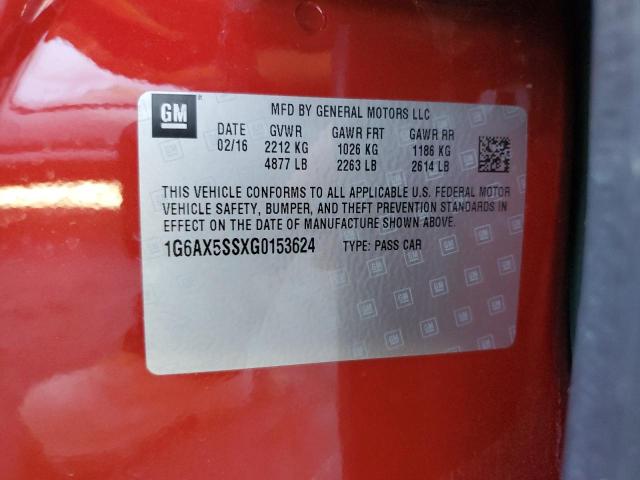 GM
MFD BY GENERAL MOTORS LLC
DATE GVWR GAWR FRT GAWR RR
02/16 2212 KG 1026 KG 1186 KG
4877 LB 2263 LB 2614 LB
THIS VEHICLE CONFORMS TO ALL APPLICABLE U.S. FEDERAL MOTOR
VEHICLE SAFETY, BUMPER, AND THEFT PREVENTION STANDARDS IN
EFFECT ON THE DATE OF MANUFACTURE SHOWN ABOVE.
1G6AX5SSXG0153624 TYPE: PASS CAR